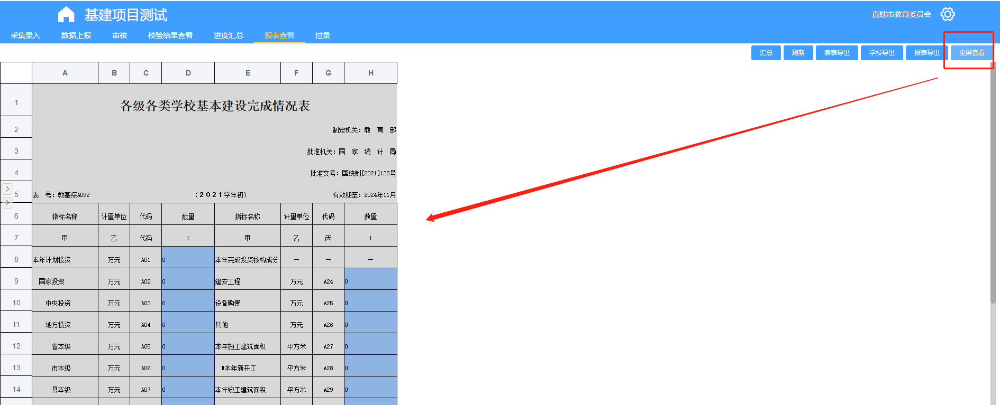 基建项目测试
直辖市教育委员会
采集录入 数据上报 审核 校验结果查看 进度汇总 报表查看 过录
汇总 刷新 套表导出 学校导出 报表导出 全屏查看
A B C D E F G H
1 各级各类学校基本建设完成情况表
2 制定机关：教 育 部
3 批准机关：国 家 统 计 局
4 批准文号：国统制[2021]135号
5 表 号：教基综A092 （２０２１学年初） 有效期至：2024年11月
6 指标名称 计量单位 代码 数量 指标名称 计量单位 代码 数量
7 甲 乙 代码 1 甲 乙 丙 1
8 本年计划投资 万元 A01 0 本年完成投资按构成分 — — —
9 国家投资 万元 A02 0 建安工程 万元 A24 0
10 中央投资 万元 A03 0 设备购置 万元 A25 0
11 地方投资 万元 A04 0 其他 万元 A26 0
12 省本级 万元 A05 0 本年施工建筑面积 平方米 A27 0
13 市本级 万元 A06 0 #本年新开工 平方米 A28 0
14 县本级 万元 A07 0 本年竣工建筑面积 平方米 A29 0